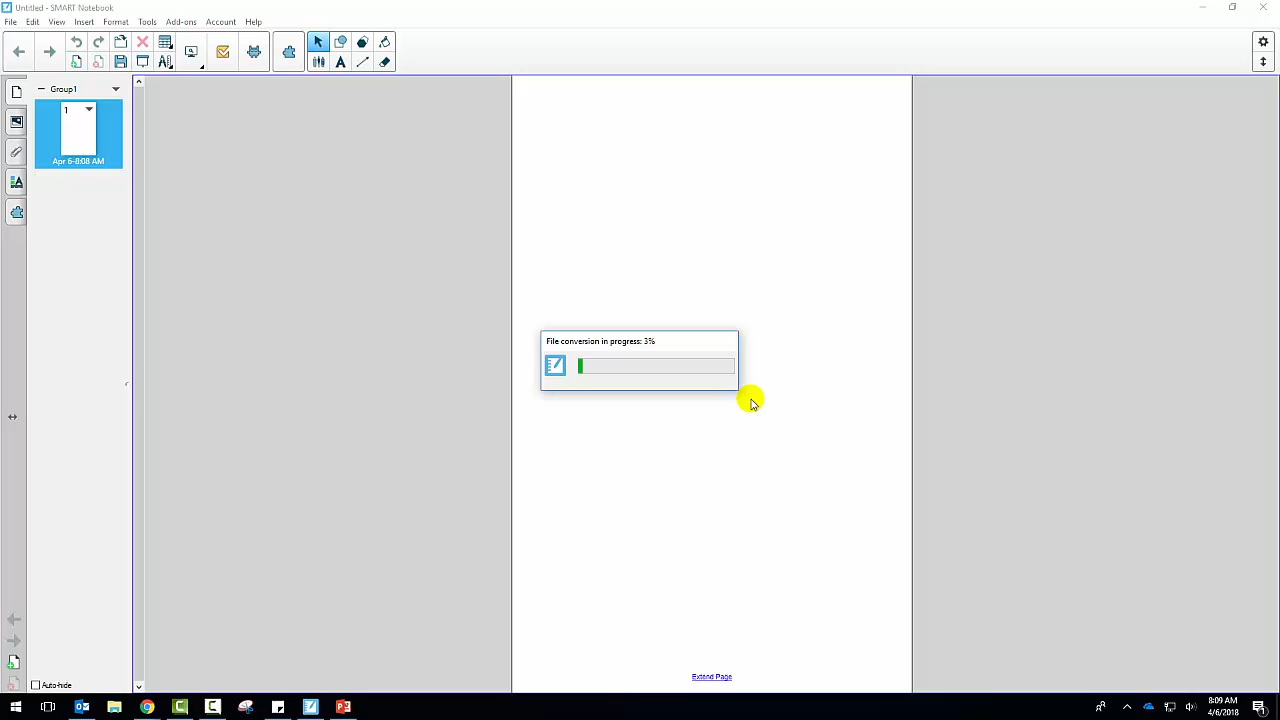 Untitled - SMART Notebook
File Edit View Insert Format Tools Add-ons Account Help
Group1
1
Apr 6-8:08 AM
File conversion in progress: 3%
Extend Page
Auto-hide
8:09 AM
4/6/2018